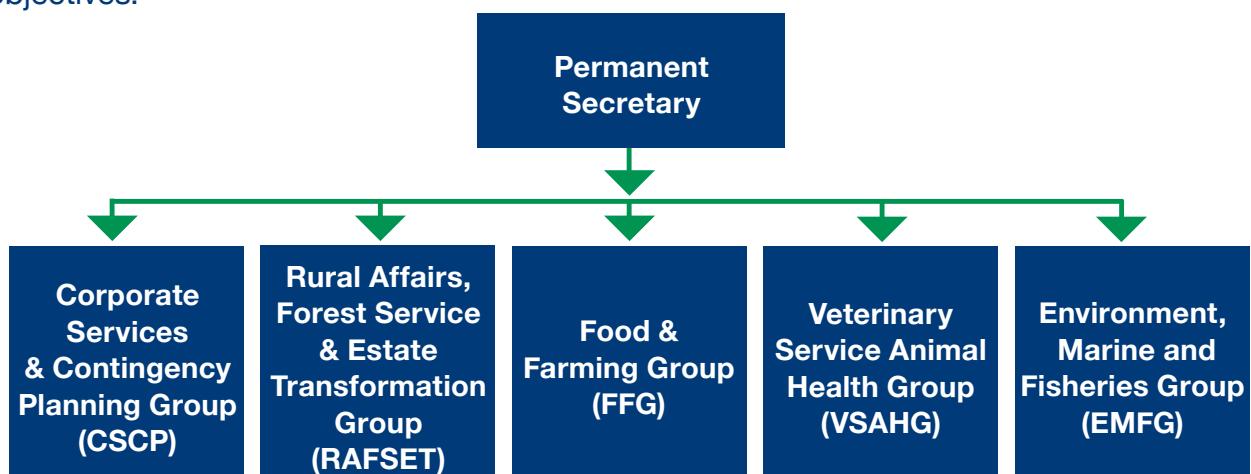 objectives.
Permanent
Secretary
Corporate
Services
& Contingency
Planning Group
(CSCP)
Rural Affairs,
Forest Service
& Estate
Transformation
Group
(RAFSET)
Food &
Farming Group
(FFG)
Veterinary
Service Animal
Health Group
(VSAHG)
Environment,
Marine and
Fisheries Group
(EMFG)